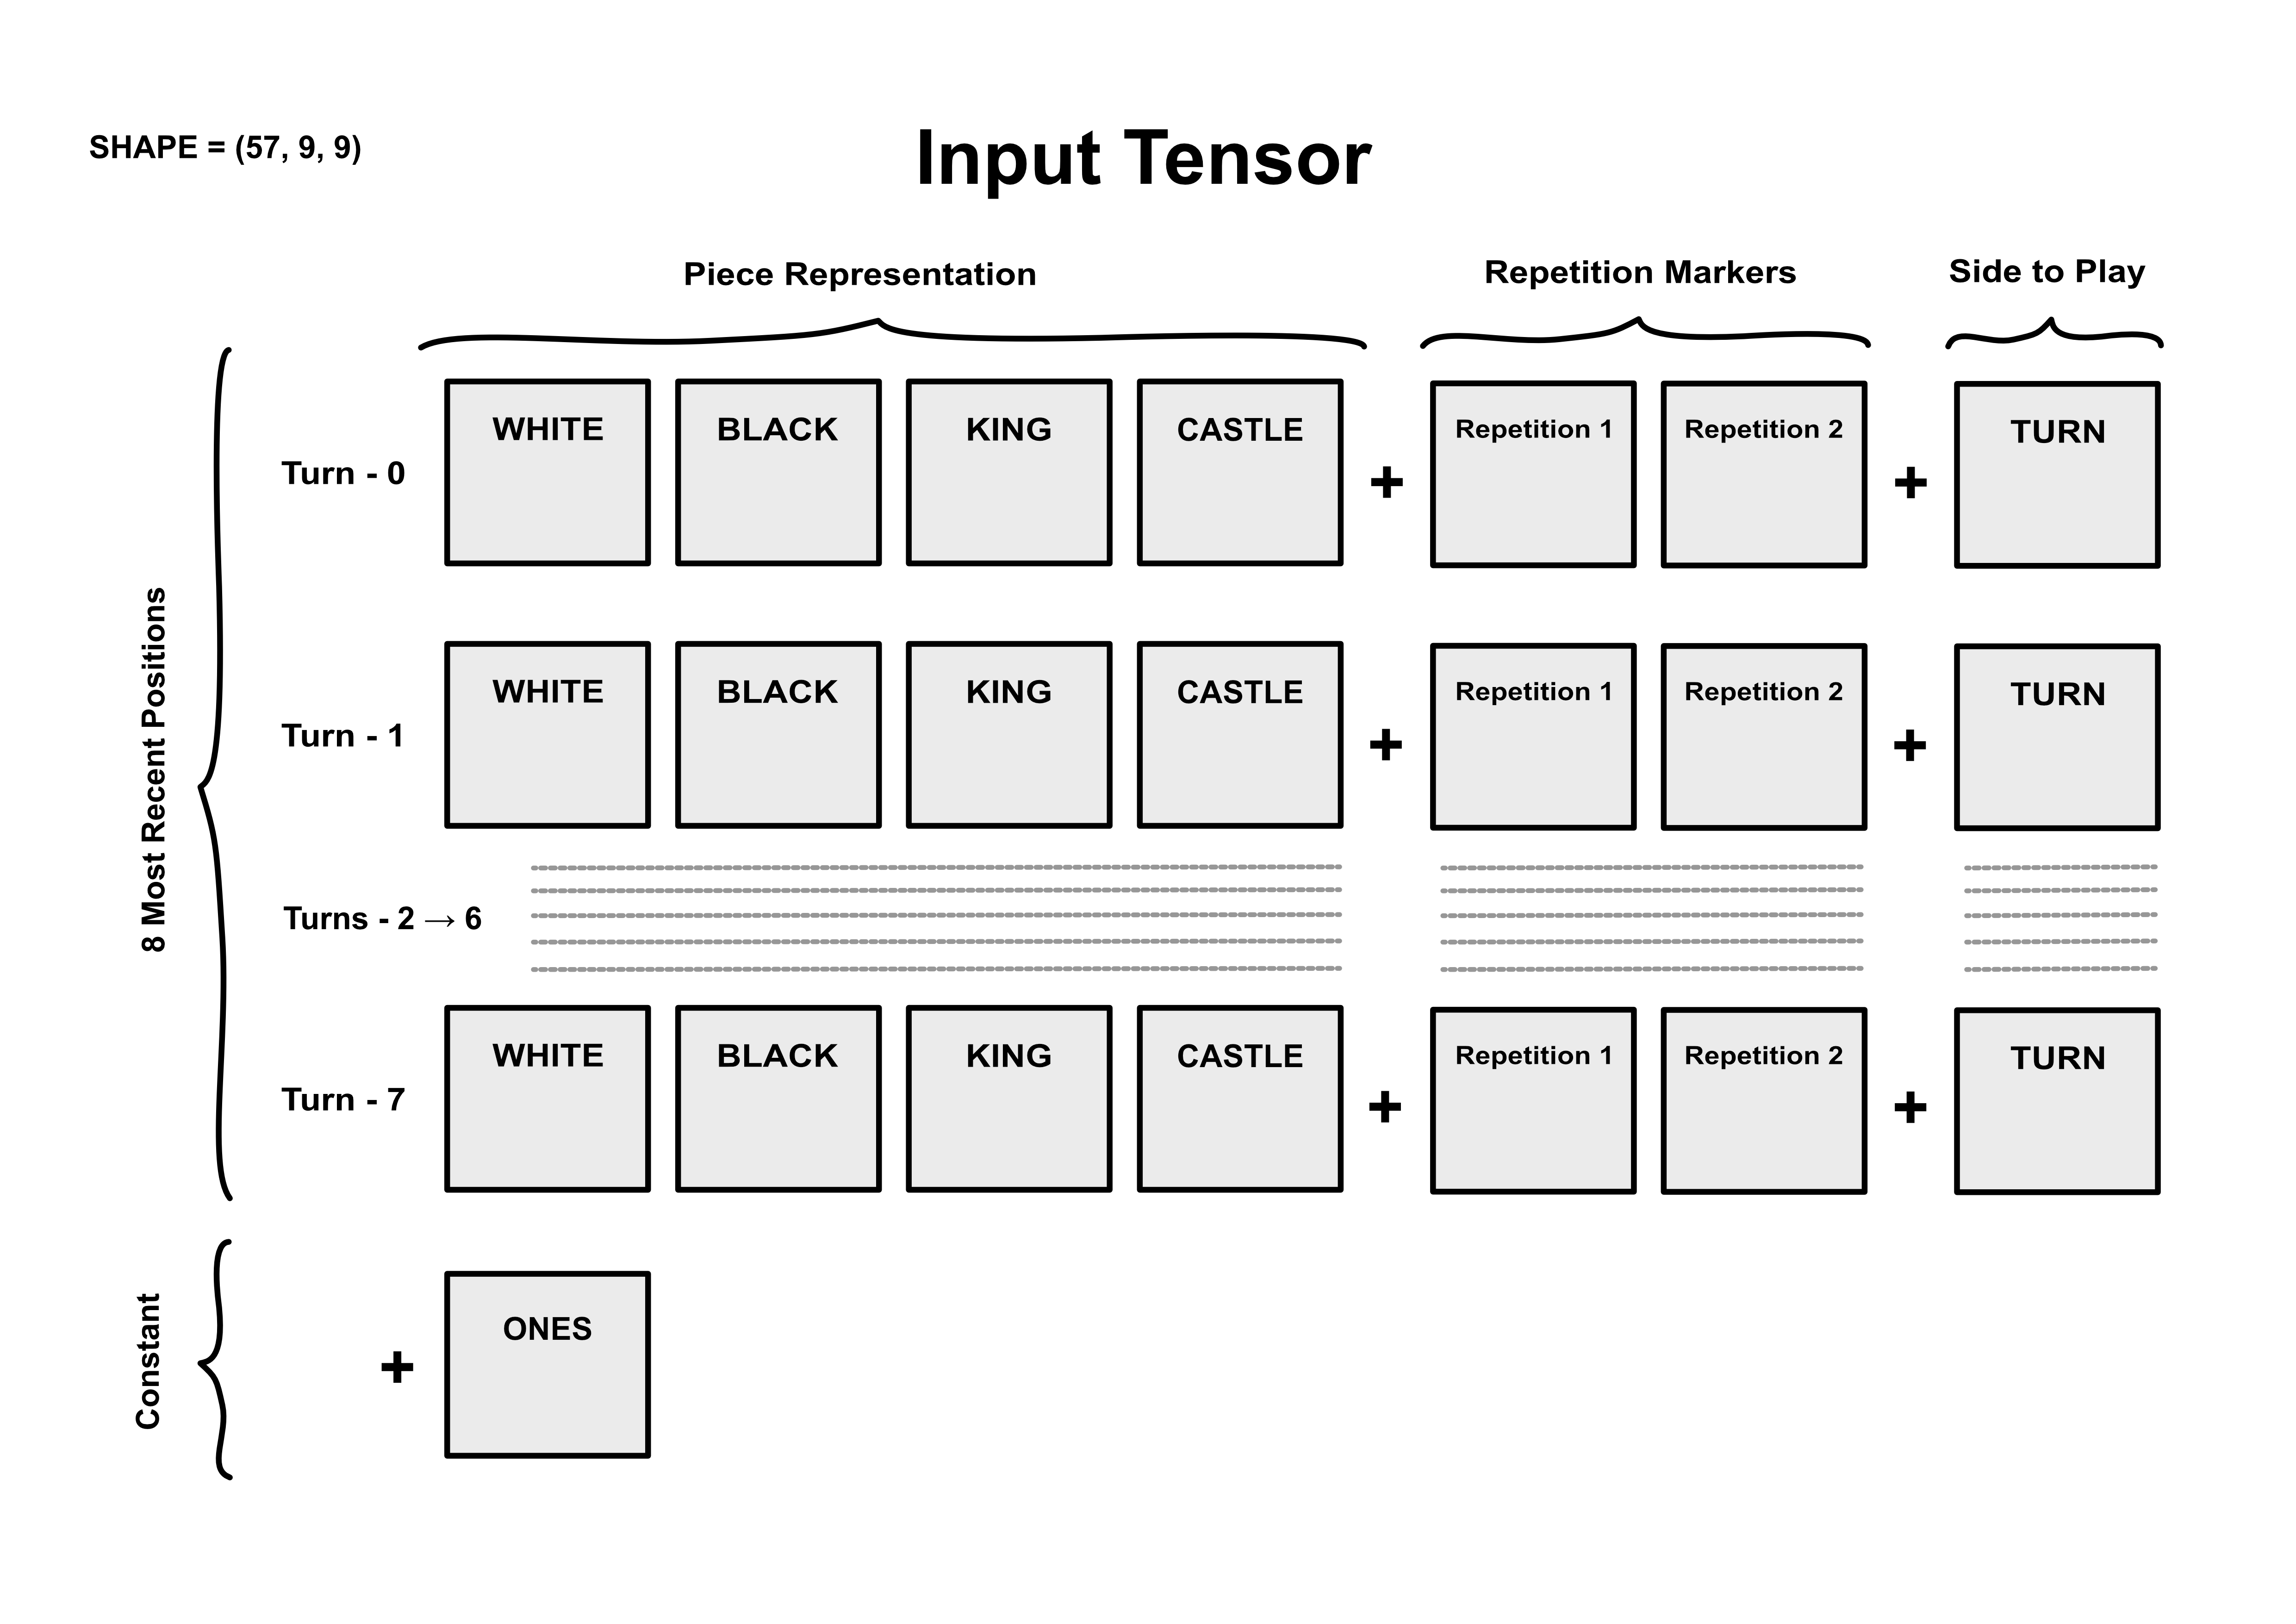 SHAPE = (57, 9, 9)
Input Tensor
Piece Representation
Repetition Markers
Side to Play
8 Most Recent Positions
Turn - 0
WHITE
BLACK
KING
CASTLE
+
Repetition 1
Repetition 2
+
TURN
Turn - 1
WHITE
BLACK
KING
CASTLE
+
Repetition 1
Repetition 2
+
TURN
Turns - 2 → 6
Turn - 7
WHITE
BLACK
KING
CASTLE
+
Repetition 1
Repetition 2
+
TURN
Constant
+
ONES